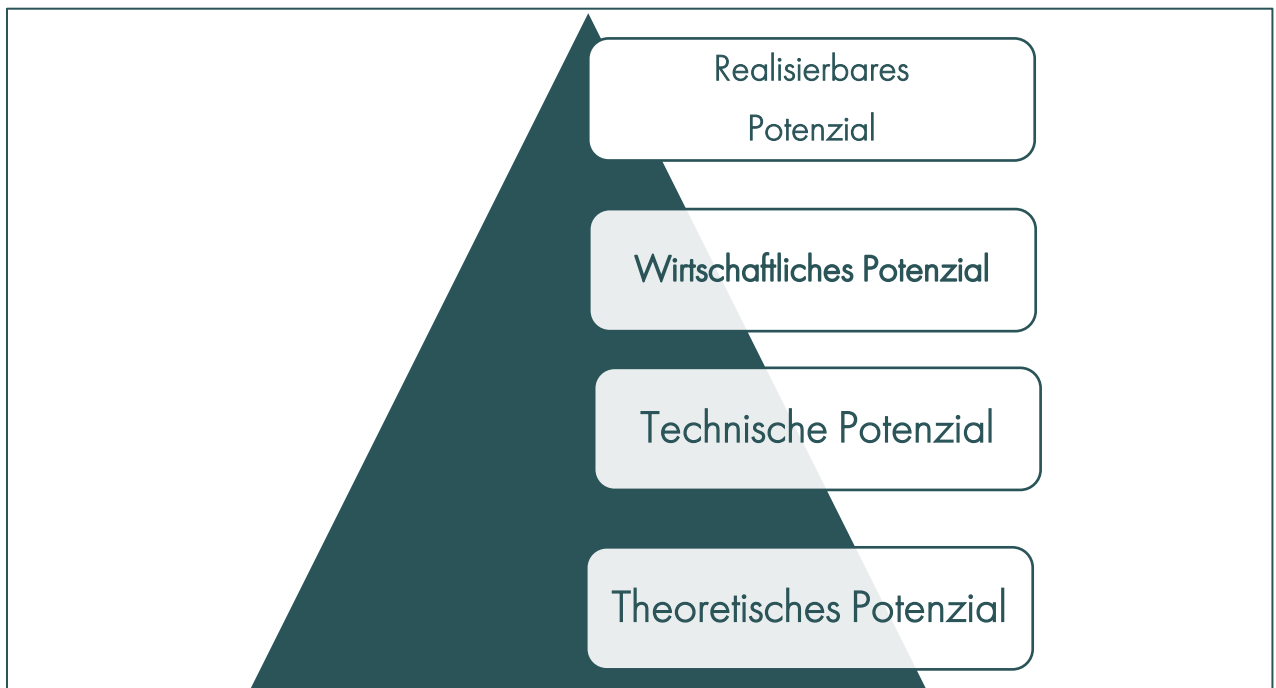 Realisierbares
Potenzial
Wirtschaftliches Potenzial
Technische Potenzial
Theoretisches Potenzial